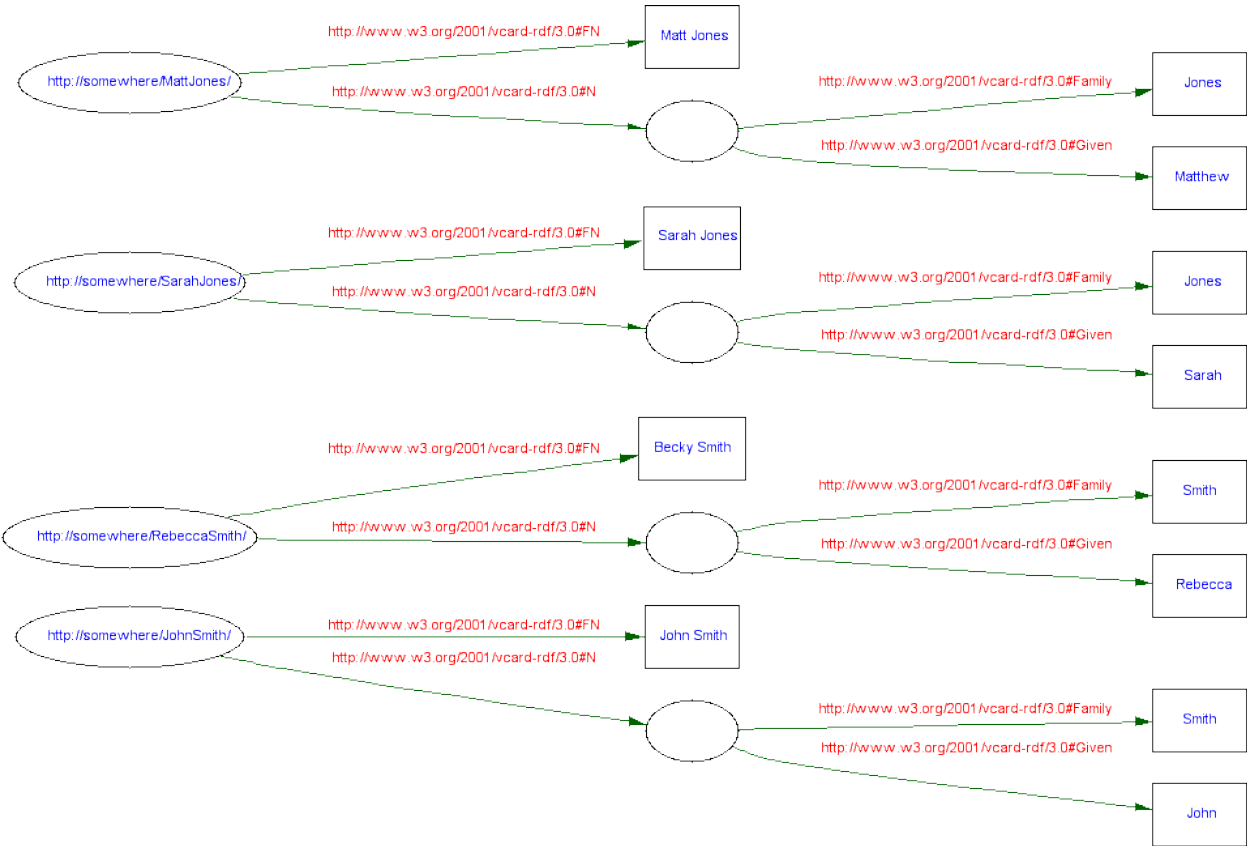 http://www.w3.org/2001/vcard-rdf/3.0#FN
Matt Jones
http://somewhere/MattJones/
http://www.w3.org/2001/vcard-rdf/3.0#N
http://www.w3.org/2001/vcard-rdf/3.0#Family
Jones
http://www.w3.org/2001/vcard-rdf/3.0#Given
Matthew
http://www.w3.org/2001/vcard-rdf/3.0#FN
Sarah Jones
http://somewhere/SarahJones/
http://www.w3.org/2001/vcard-rdf/3.0#N
http://www.w3.org/2001/vcard-rdf/3.0#Family
Jones
http://www.w3.org/2001/vcard-rdf/3.0#Given
Sarah
http://www.w3.org/2001/vcard-rdf/3.0#FN
Becky Smith
http://somewhere/RebeccaSmith/
http://www.w3.org/2001/vcard-rdf/3.0#N
http://www.w3.org/2001/vcard-rdf/3.0#Family
Smith
http://www.w3.org/2001/vcard-rdf/3.0#Given
Rebecca
http://somewhere/JohnSmith/
http://www.w3.org/2001/vcard-rdf/3.0#FN
John Smith
http://www.w3.org/2001/vcard-rdf/3.0#N
http://www.w3.org/2001/vcard-rdf/3.0#Family
Smith
http://www.w3.org/2001/vcard-rdf/3.0#Given
John